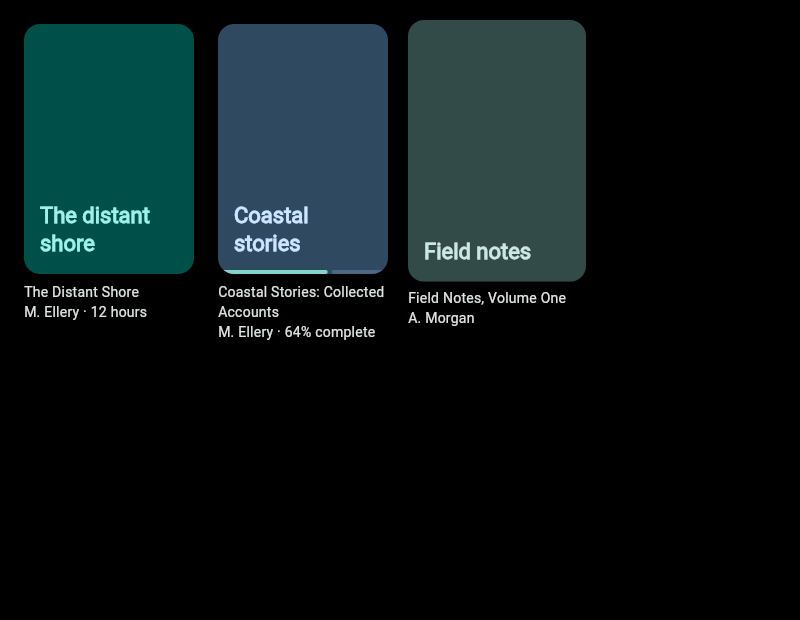 The distant
shore
The Distant Shore
M. Ellery · 12 hours
Coastal
stories
Coastal Stories: Collected
Accounts
M. Ellery · 64% complete
Field notes
Field Notes, Volume One
A. Morgan